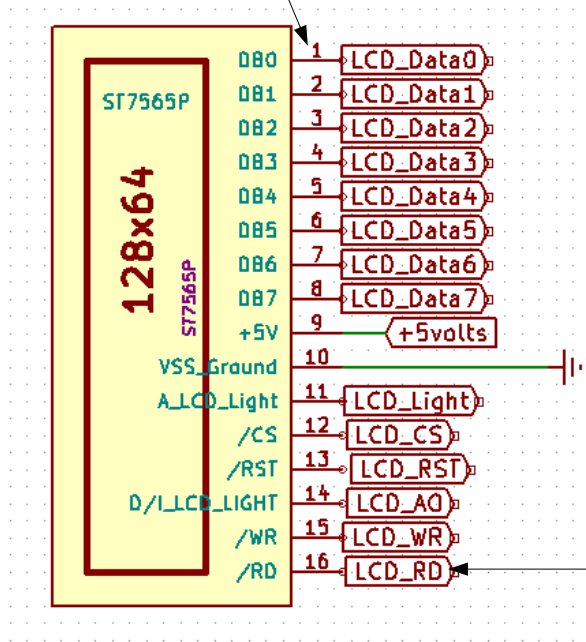 DB0 1 LCD_Data0
ST7565P DB1 2 LCD_Data1
DB2 3 LCD_Data2
DB3 4 LCD_Data3
DB4 5 LCD_Data4
DB5 6 LCD_Data5
DB6 7 LCD_Data6
DB7 8 LCD_Data7
128x64
ST7565P
+5V 9 +5volts
VSS_Ground 10
A_LCD_Light 11 LCD_Light
/CS 12 LCD_CS
/RST 13 LCD_RST
D/I_LCD_LIGHT 14 LCD_A0
/WR 15 LCD_WR
/RD 16 LCD_RD